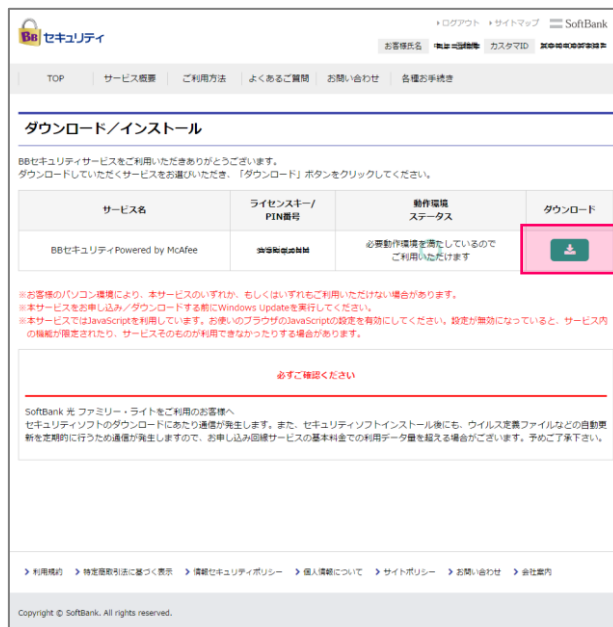 ログアウト サイトマップ SoftBank
BBセキュリティ
お客様氏名 カスタマID
TOP サービス概要 ご利用方法 よくあるご質問 お問い合わせ 各種お手続き
ダウンロード／インストール
BBセキュリティサービスをご利用いただきありがとうございます。
ダウンロードしていただくサービスをお選びいただき、「ダウンロード」ボタンをクリックしてください。
サービス名 ライセンスキー/ 動作環境 ダウンロード
PIN番号 ステータス
BBセキュリティPowered by McAfee 必要動作環境を満たしているので
ご利用いただけます
※お客様のパソコン環境により、本サービスのいずれか、もしくはいずれもご利用いただけない場合があります。
※本サービスをお申し込み／ダウンロードする前にWindows Updateを実行してください。
※本サービスではJavaScriptを利用しています。お使いのブラウザのJavaScriptの設定を有効にしてください。設定が無効になっていると、サービス内
の機能が限定されたり、サービスそのものが利用できなかったりする場合があります。
必ずご確認ください
SoftBank 光 ファミリー・ライトをご利用のお客様へ
セキュリティソフトのダウンロードにあたり通信が発生します。また、セキュリティソフトインストール後にも、ウイルス定義ファイルなどの自動更
新を定期的に行うため通信が発生しますので、お申し込み回線サービスの基本料金での利用データ量を超える場合がございます。予めご了承下さい。
利用規約 特定商取引法に基づく表示 情報セキュリティポリシー 個人情報について サイトポリシー お問い合わせ 会社案内
Copyright © SoftBank. All rights reserved.